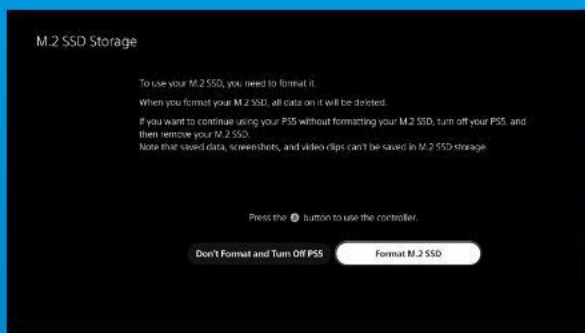 M.2 SSD Storage
To use your M.2 SSD, you need to format it.
When you format your M.2 SSD, all data on it will be deleted.
If you want to continue using your PS5 without formatting your M.2 SSD, turn off your PS5, and
then remove your M.2 SSD.
Note that saved data, screenshots, and video clips can't be saved in M.2 SSD storage.
Press the button to use the controller.
Don't Format and Turn Off PS5
Format M.2 SSD